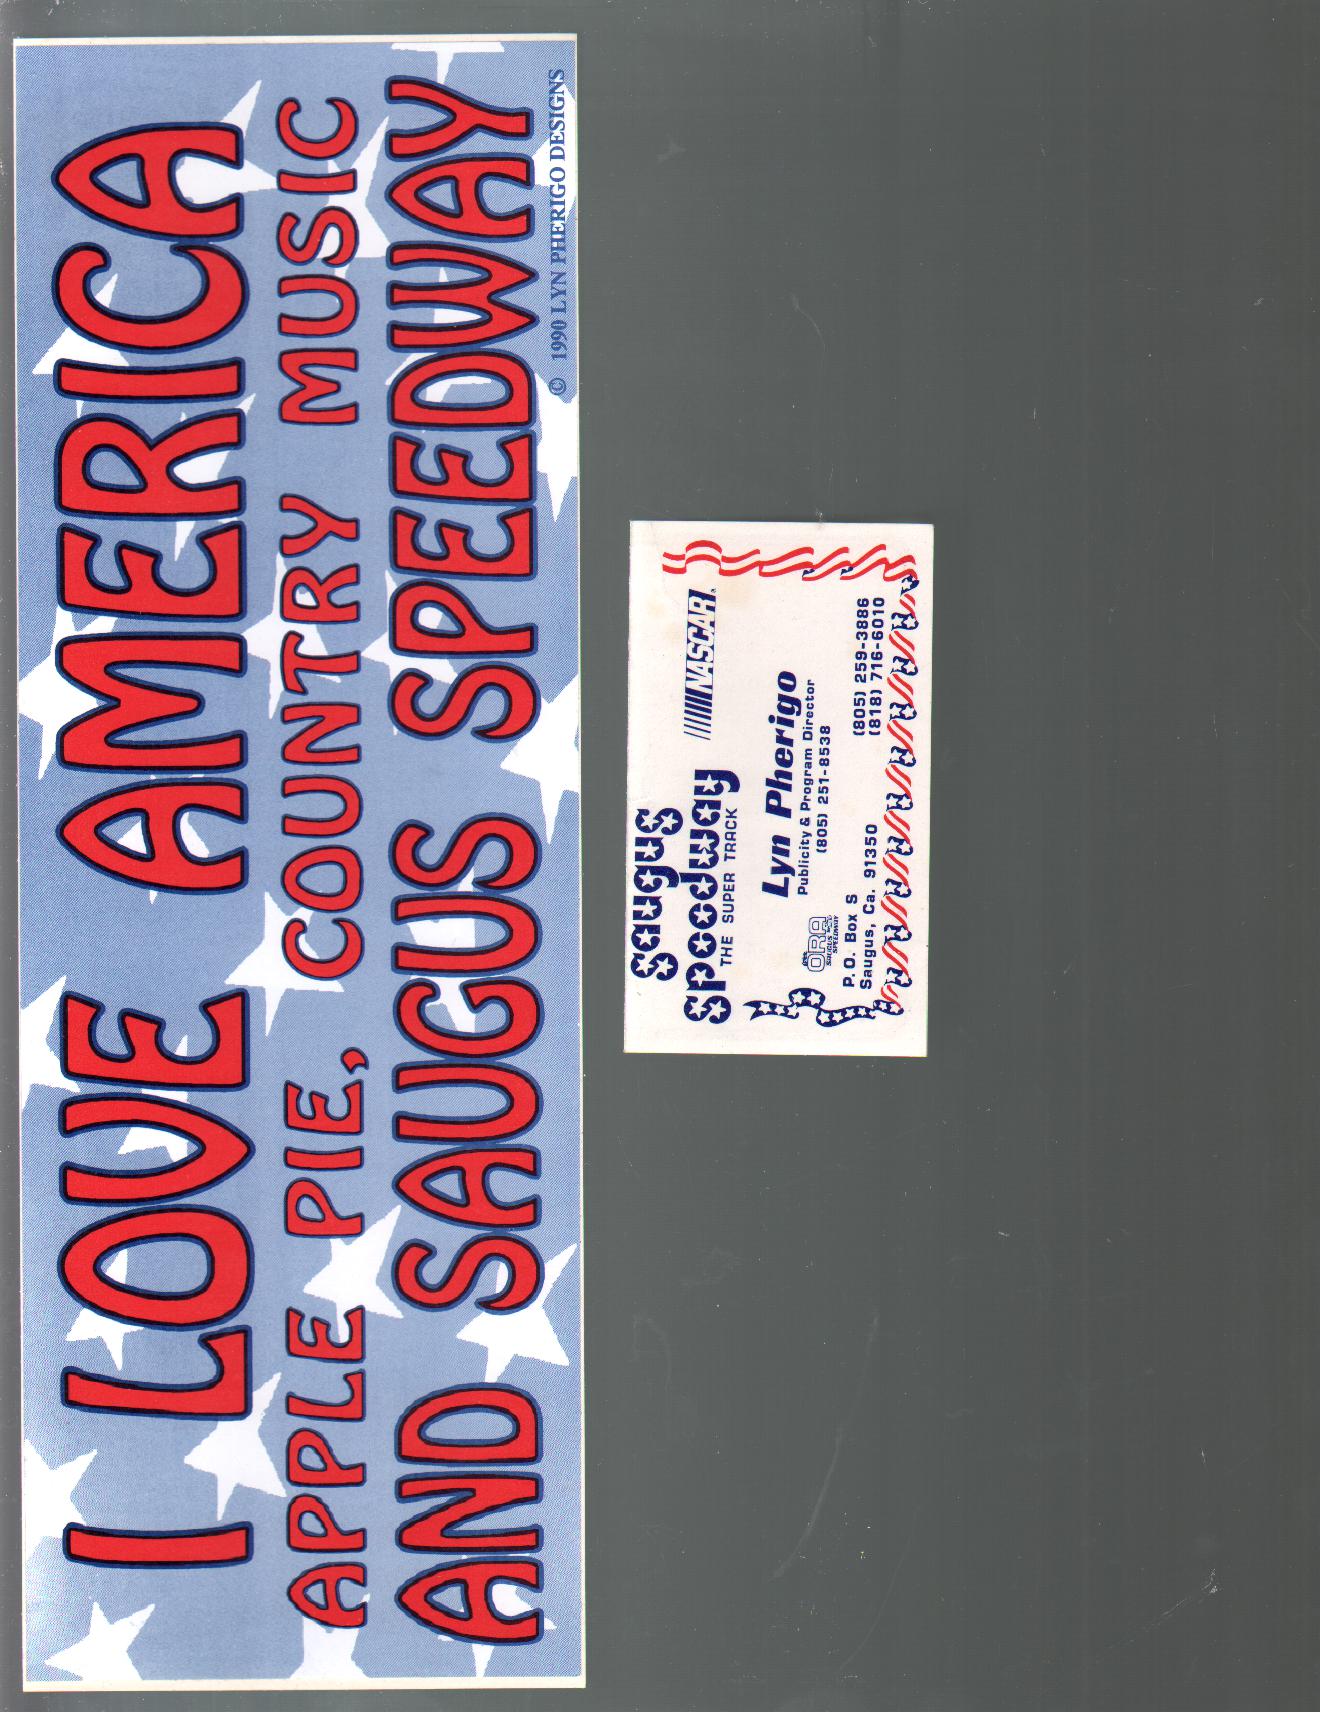 I LOVE AMERICA
APPLE PIE, COUNTRY MUSIC
AND SAUGUS SPEEDWAY
© 1990 LYN PHERIGO DESIGNS
saugus
speedway
THE SUPER TRACK
NASCAR
Lyn Pherigo
Publicity & Program Director
(805) 251-8538
ORA
SAUGUS
SPEEDWAY
P.O. Box S
Saugus, Ca. 91350
(805) 259-3886
(818) 716-6010